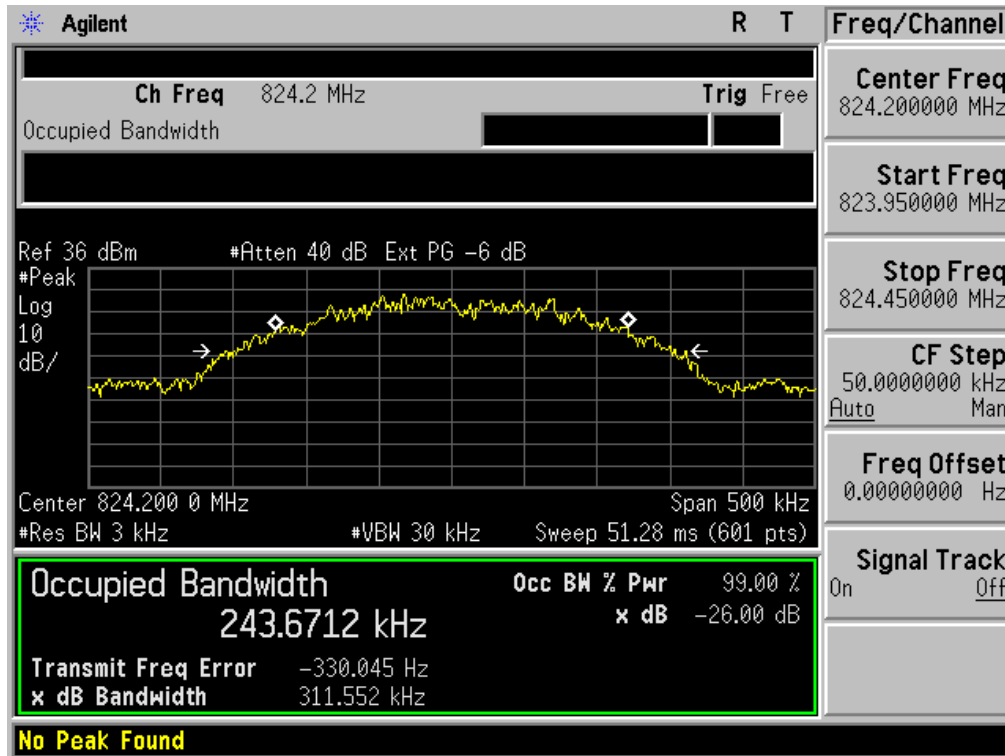 Agilent R T Freq/Channel
Ch Freq 824.2 MHz Trig Free
Occupied Bandwidth
Center Freq
824.200000 MHz
Start Freq
823.950000 MHz
Stop Freq
824.450000 MHz
CF Step
50.0000000 kHz
Auto Man
Freq Offset
0.00000000 Hz
Signal Track
On Off
Ref 36 dBm #Atten 40 dB Ext PG -6 dB
#Peak
Log
10
dB/
Center 824.200 0 MHz Span 500 kHz
#Res BW 3 kHz #VBW 30 kHz Sweep 51.28 ms (601 pts)
Occupied Bandwidth Occ BW % Pwr 99.00 %
243.6712 kHz x dB -26.00 dB
Transmit Freq Error -330.045 Hz
x dB Bandwidth 311.552 kHz
No Peak Found